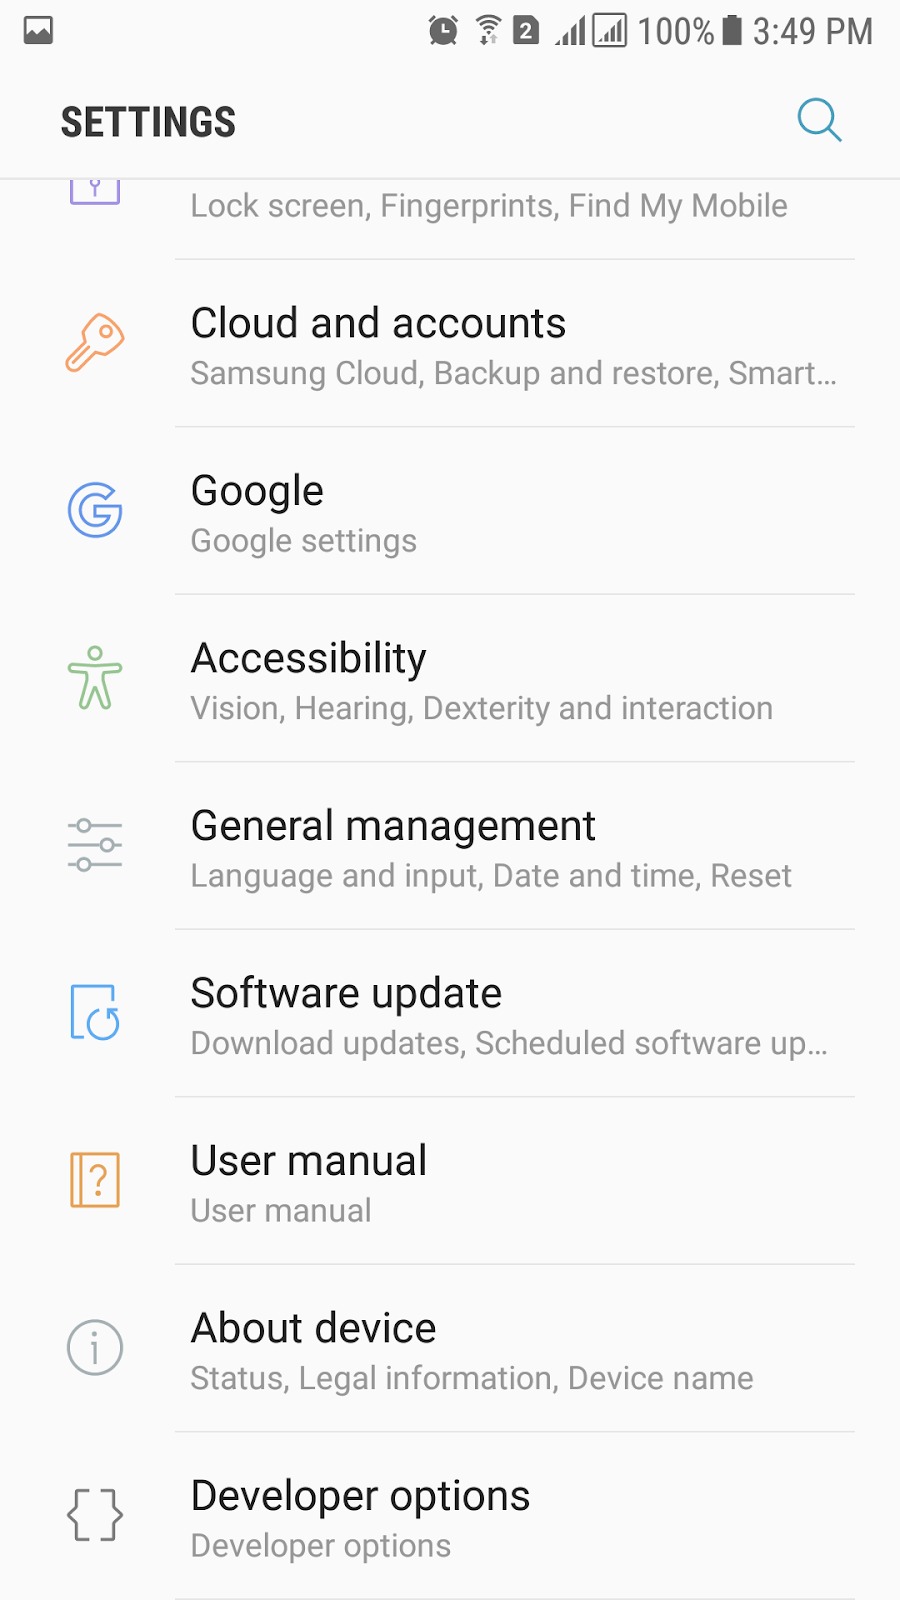 2 100% 3:49 PM
SETTINGS
Lock screen, Fingerprints, Find My Mobile
Cloud and accounts
Samsung Cloud, Backup and restore, Smart...
Google
Google settings
Accessibility
Vision, Hearing, Dexterity and interaction
General management
Language and input, Date and time, Reset
Software update
Download updates, Scheduled software up...
User manual
User manual
About device
Status, Legal information, Device name
Developer options
Developer options